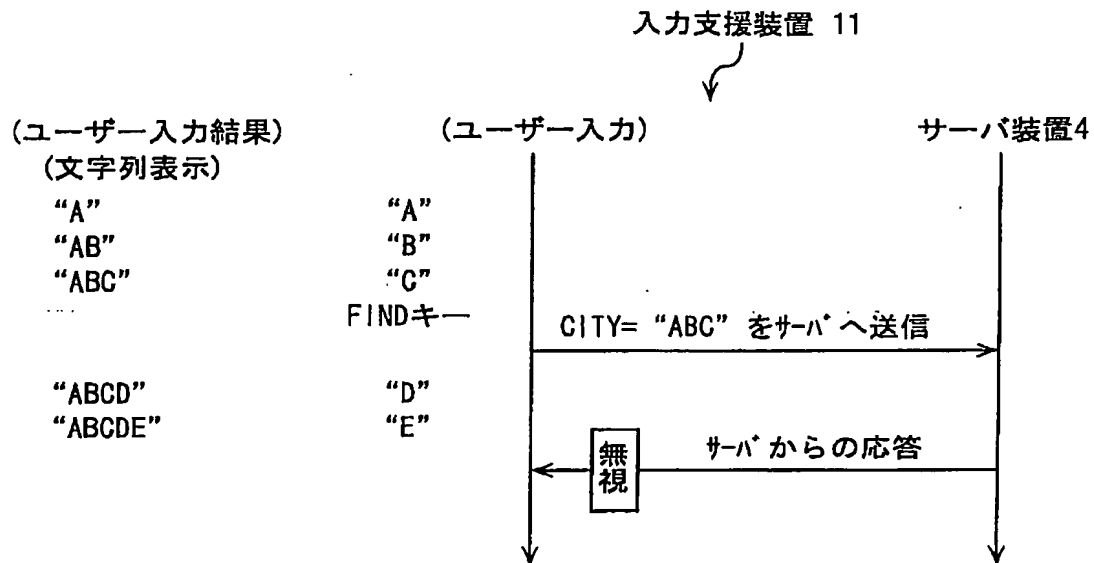 入力支援装置 11
(ユーザー入力結果) (ユーザー入力) サーバ装置4
(文字列表示)
“A” “A”
“AB” “B”
“ABC” “C”
FINDキー
CITY= “ABC” をサーバへ送信
“ABCD” “D”
“ABCDE” “E”
サーバからの応答
無視